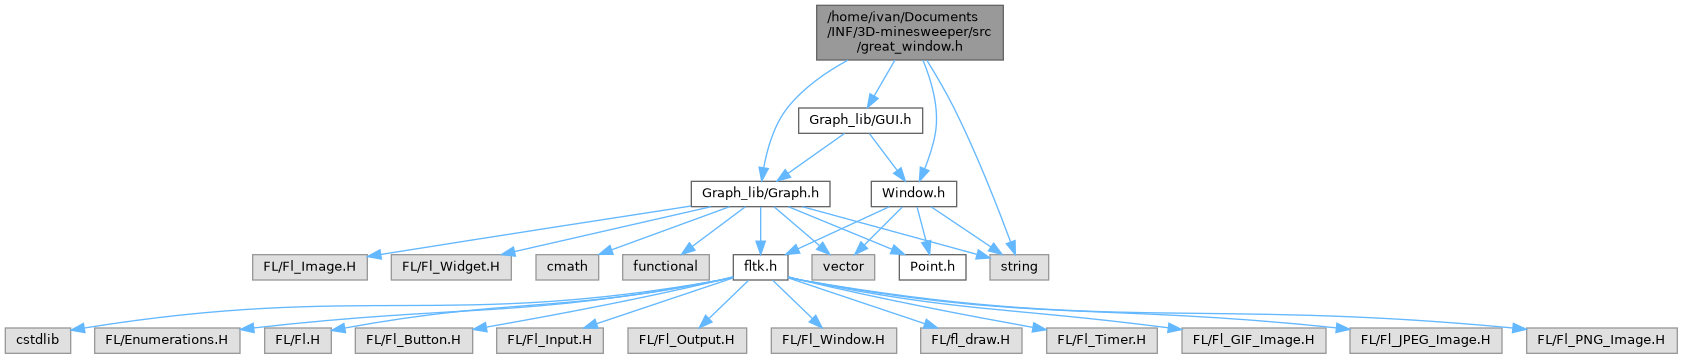 /home/ivan/Documents
/INF/3D-minesweeper/src
/great_window.h
Graph_lib/GUI.h
Graph_lib/Graph.h
Window.h
FL/Fl_Image.H
FL/Fl_Widget.H
cmath
functional
fltk.h
vector
Point.h
string
cstdlib
FL/Enumerations.H
FL/Fl.H
FL/Fl_Button.H
FL/Fl_Input.H
FL/Fl_Output.H
FL/Fl_Window.H
FL/fl_draw.H
FL/Fl_Timer.H
FL/Fl_GIF_Image.H
FL/Fl_JPEG_Image.H
FL/Fl_PNG_Image.H